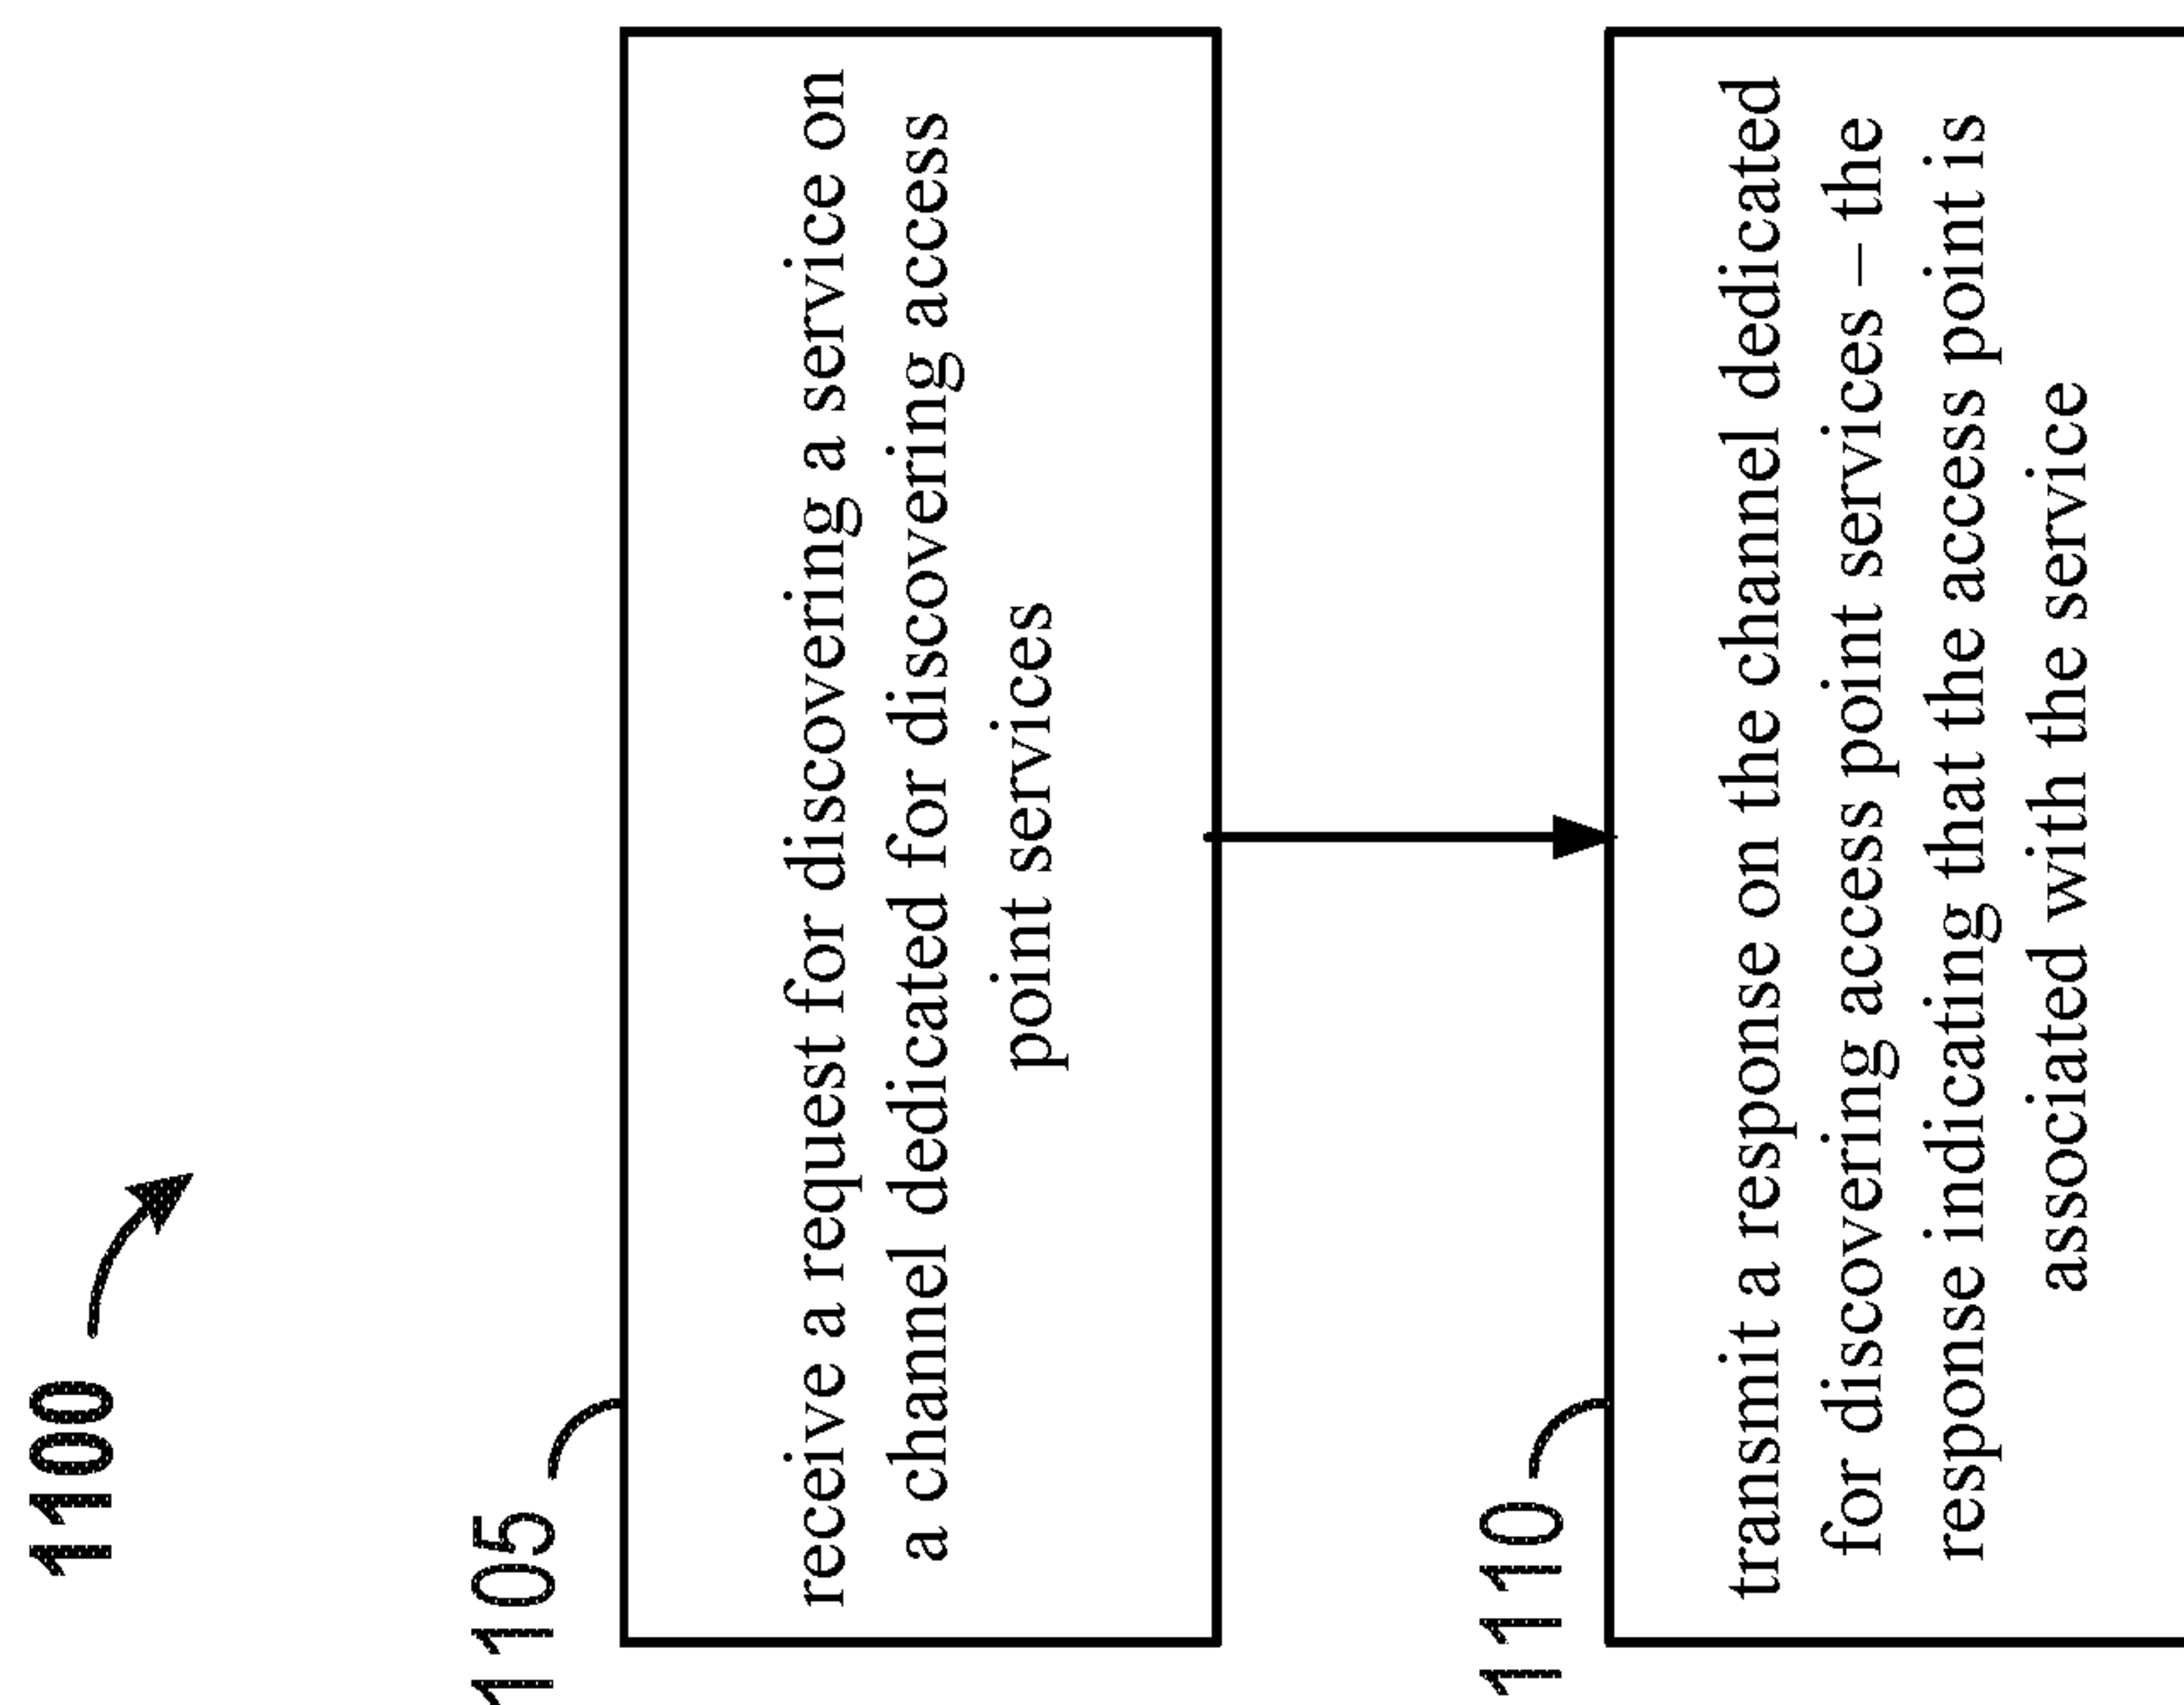 1100
1105
receive a request for discovering a service on
a channel dedicated for discovering access
point services
1110
transmit a response on the channel dedicated
for discovering access point services – the
response indicating that the access point is
associated with the service